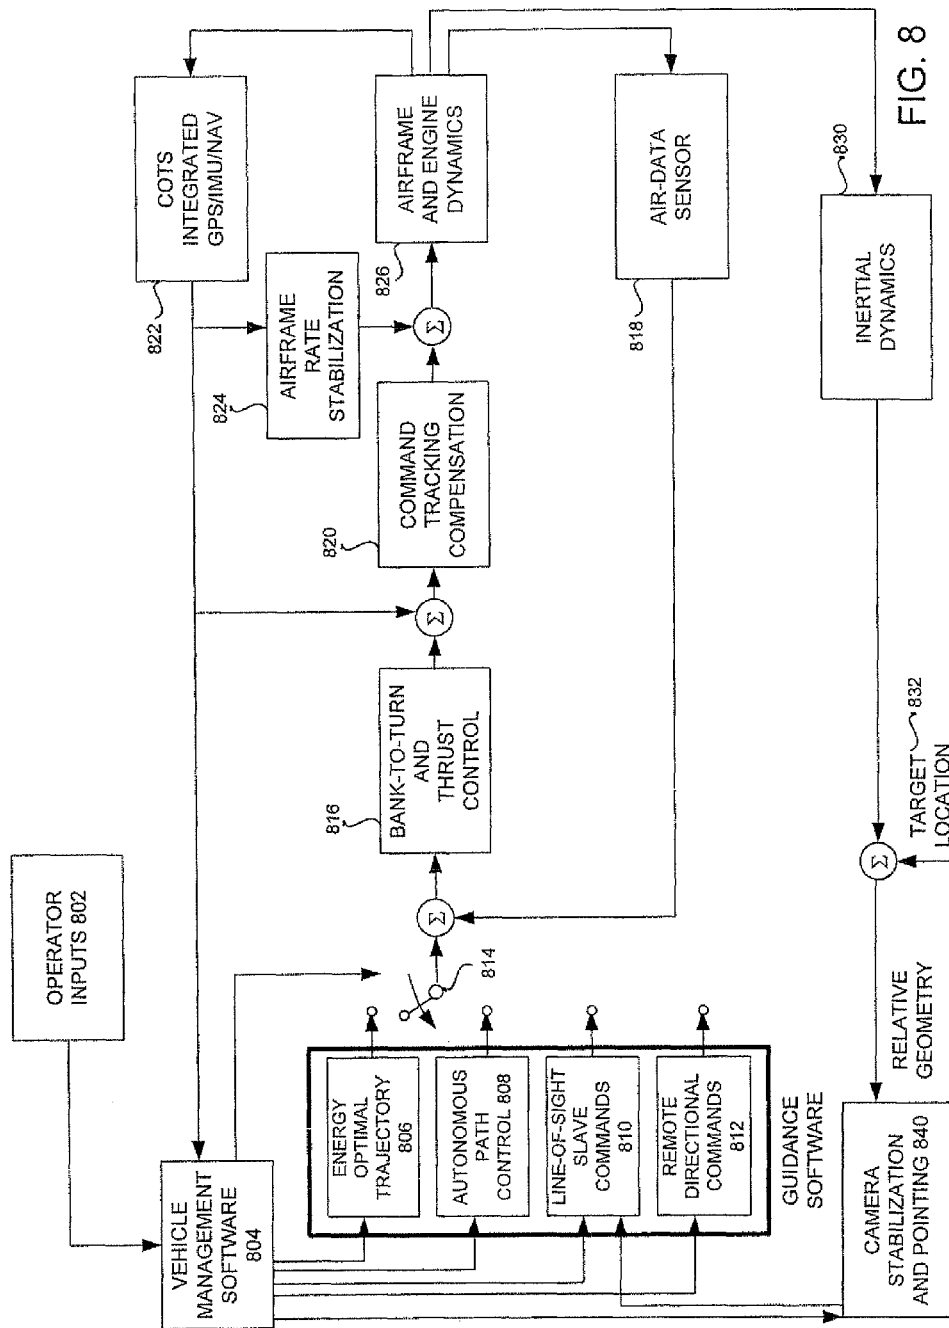 OPERATOR
INPUTS 802
VEHICLE
MANAGEMENT
SOFTWARE
804
ENERGY
OPTIMAL
TRAJECTORY
806
AUTONOMOUS
PATH
CONTROL 808
LINE-OF-SIGHT
SLAVE
COMMANDS
810
REMOTE
DIRECTIONAL
COMMANDS
812
GUIDANCE
SOFTWARE
814
Σ
816
BANK-TO-TURN
AND
THRUST
CONTROL
Σ
820
COMMAND
TRACKING
COMPENSATION
824
AIRFRAME
RATE
STABILIZATION
Σ
822
COTS
INTEGRATED
GPS/IMU/NAV
826
AIRFRAME
AND ENGINE
DYNAMICS
818
AIR-DATA
SENSOR
830
INERTIAL
DYNAMICS
Σ
TARGET 832
LOCATION
RELATIVE
GEOMETRY
CAMERA
STABILIZATION
AND POINTING 840
FIG. 8